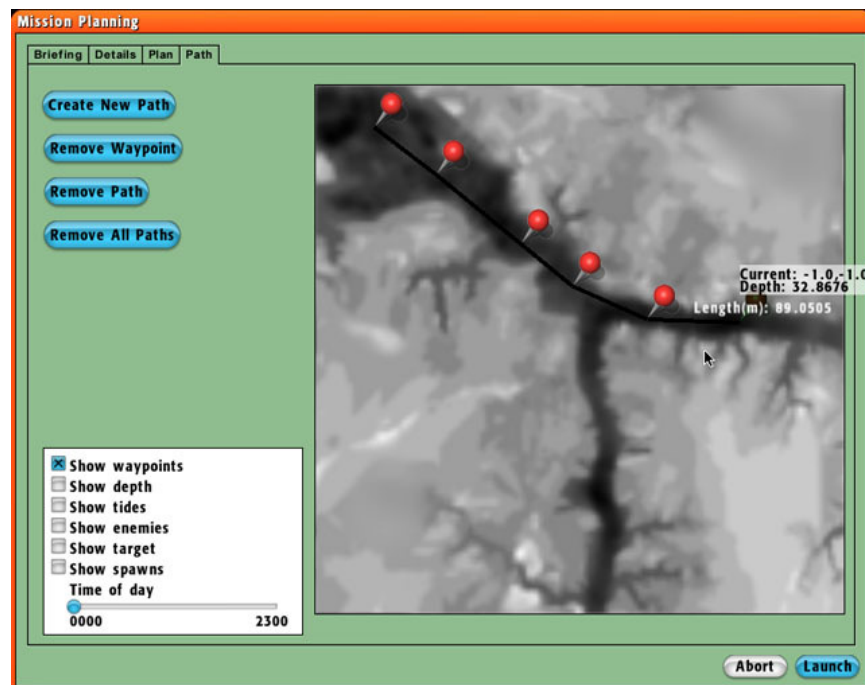 Mission Planning
Briefing Details Plan Path
Create New Path
Remove Waypoint
Remove Path
Remove All Paths
Current: -1.0,-1.0
Depth: 32.8676
Length(m): 89.0505
Show waypoints
Show depth
Show tides
Show enemies
Show target
Show spawns
Time of day
0000 2300
Abort Launch